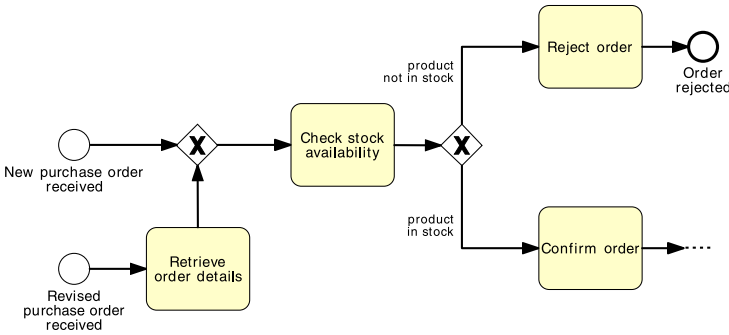 Reject order
product
not in stock
Order
rejected
Check stock
availability
X
X
New purchase order
received
product
in stock
Confirm order
Retrieve
order details
Revised
purchase order
received